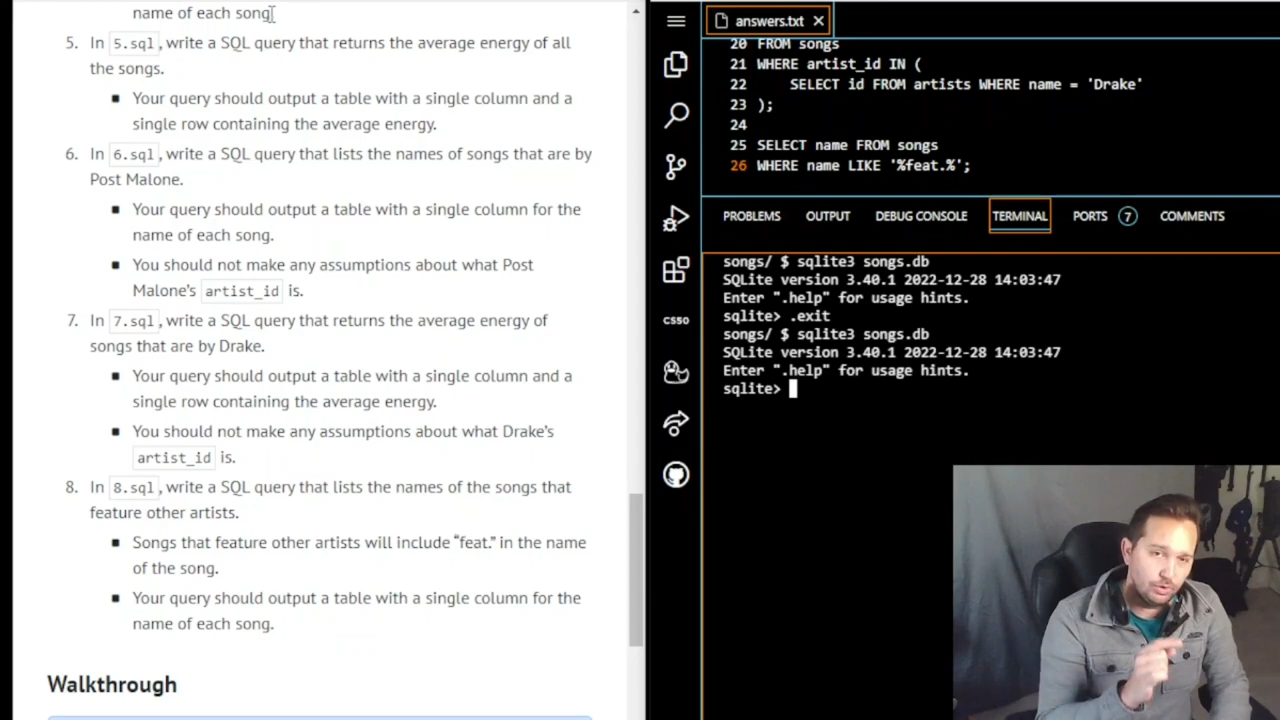 name of each song
5. In 5.sql, write a SQL query that returns the average energy of all
the songs.
■ Your query should output a table with a single column and a
single row containing the average energy.
6. In 6.sql, write a SQL query that lists the names of songs that are by
Post Malone.
■ Your query should output a table with a single column for the
name of each song.
■ You should not make any assumptions about what Post
Malone’s artist_id is.
7. In 7.sql, write a SQL query that returns the average energy of
songs that are by Drake.
■ Your query should output a table with a single column and a
single row containing the average energy.
■ You should not make any assumptions about what Drake’s
artist_id is.
8. In 8.sql, write a SQL query that lists the names of the songs that
feature other artists.
■ Songs that feature other artists will include “feat.” in the name
of the song.
■ Your query should output a table with a single column for the
name of each song.
Walkthrough
answers.txt
20 FROM songs
21 WHERE artist_id IN (
22 SELECT id FROM artists WHERE name = 'Drake'
23 );
24
25 SELECT name FROM songs
26 WHERE name LIKE '%feat.%';
PROBLEMS OUTPUT DEBUG CONSOLE TERMINAL PORTS 7 COMMENTS
songs/ $ sqlite3 songs.db
SQLite version 3.40.1 2022-12-28 14:03:47
Enter ".help" for usage hints.
sqlite> .exit
songs/ $ sqlite3 songs.db
SQLite version 3.40.1 2022-12-28 14:03:47
Enter ".help" for usage hints.
sqlite>
CS50